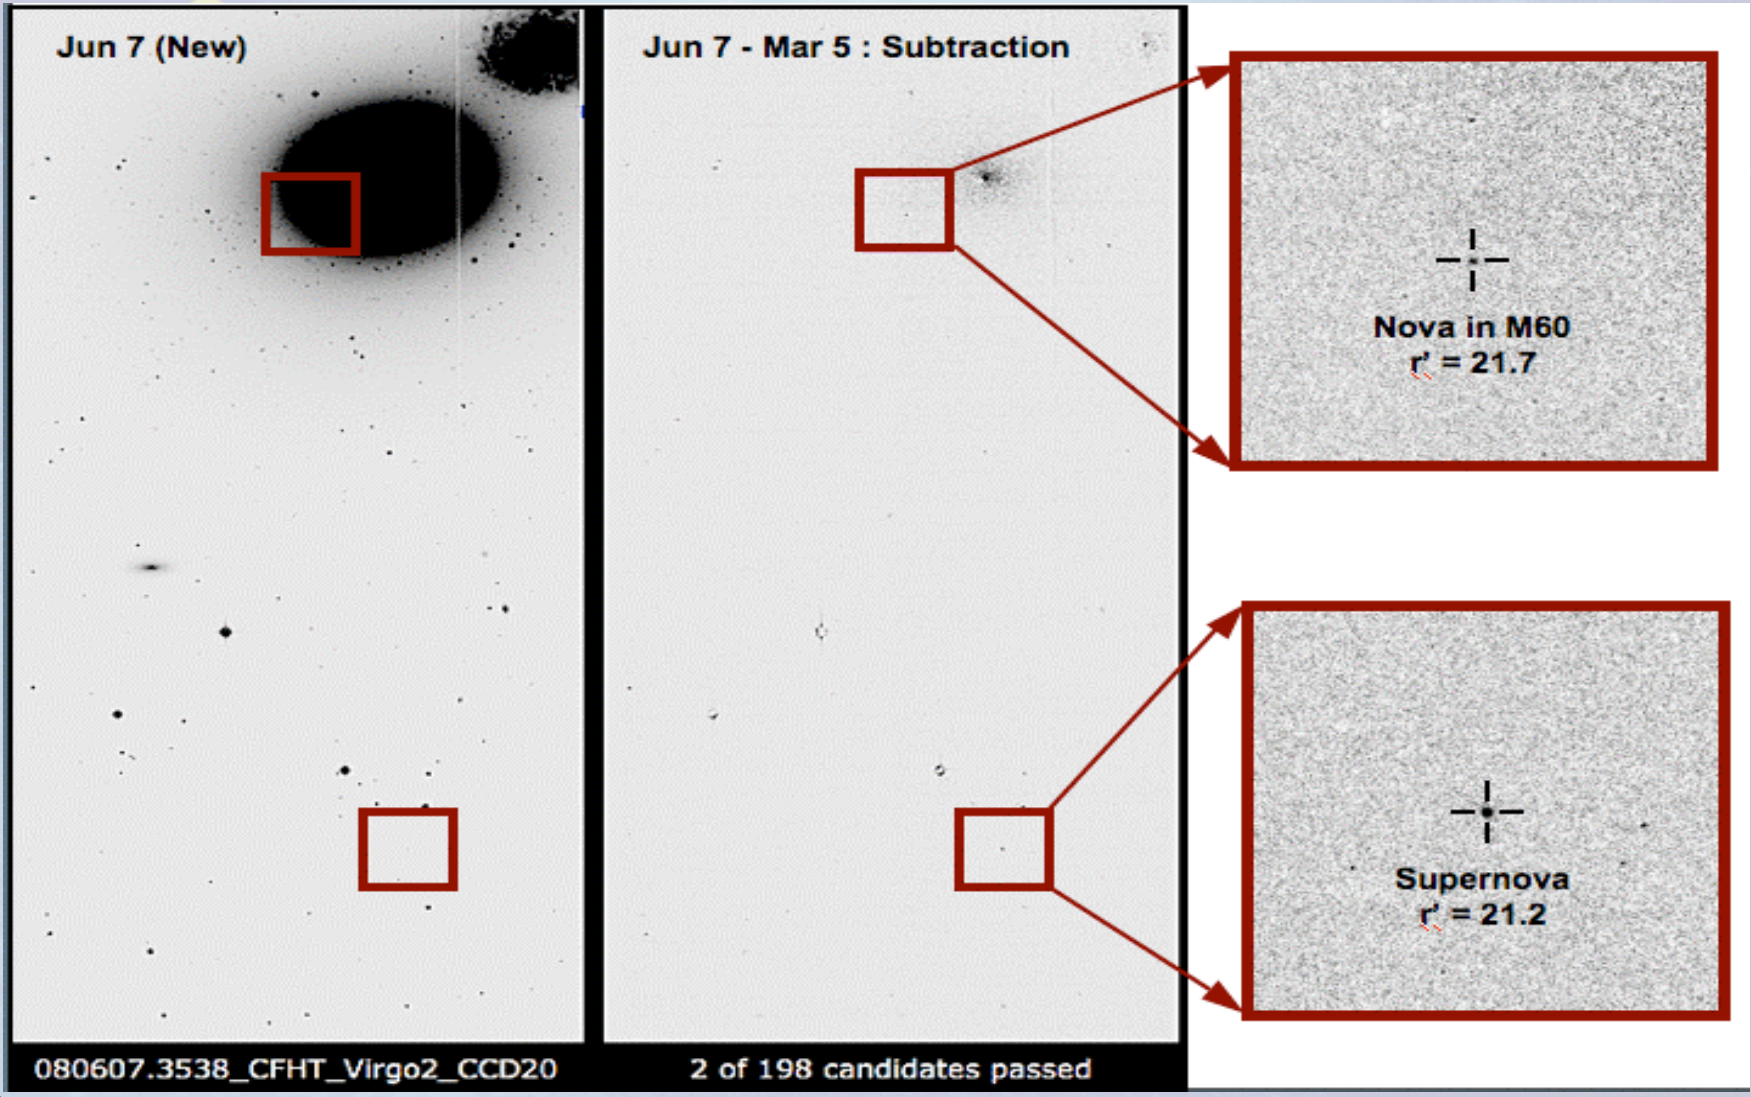 Jun 7 (New)
Jun 7 - Mar 5 : Subtraction
Nova in M60
r' = 21.7
Supernova
r' = 21.2
080607.3538_CFHT_Virgo2_CCD20
2 of 198 candidates passed